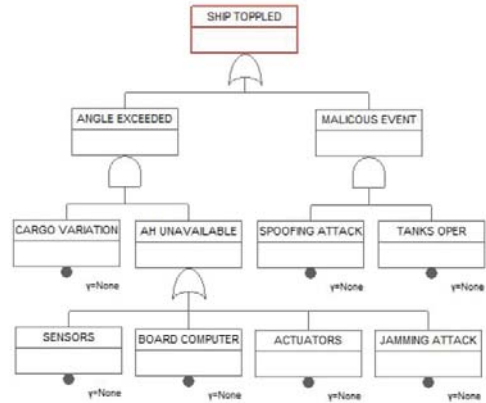 SHIP TOPPLED
ANGLE EXCEEDED
MALICOUS EVENT
CARGO VARIATION
AH UNAVAILABLE
SPOOFING ATTACK
TANKS OPER
γ=None
γ=None
γ=None
SENSORS
BOARD COMPUTER
ACTUATORS
JAMMING ATTACK
γ=None
γ=None
γ=None
γ=None